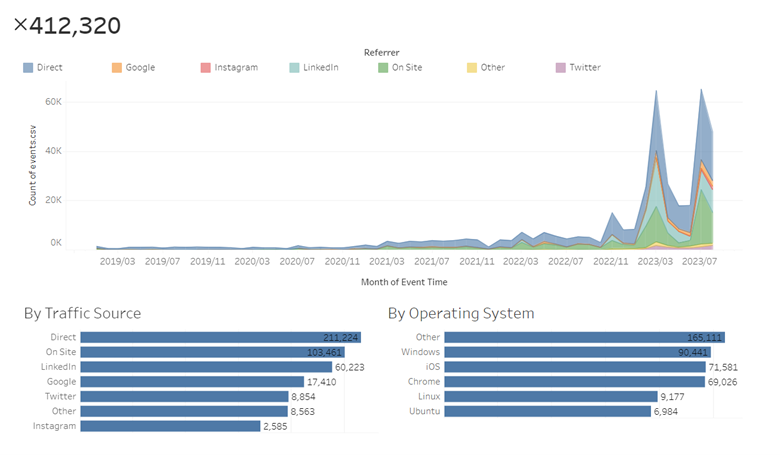 ×412,320
Referrer
Direct Google Instagram LinkedIn On Site Other Twitter
60K
40K
20K
0K
Count of events.csv
2019/03 2019/07 2019/11 2020/03 2020/07 2020/11 2021/03 2021/07 2021/11 2022/03 2022/07 2022/11 2023/03 2023/07
Month of Event Time
By Traffic Source
Direct 211,224
On Site 103,461
LinkedIn 60,223
Google 17,410
Twitter 8,854
Other 8,563
Instagram 2,585
By Operating System
Other 165,111
Windows 90,441
iOS 71,581
Chrome 69,026
Linux 9,177
Ubuntu 6,984